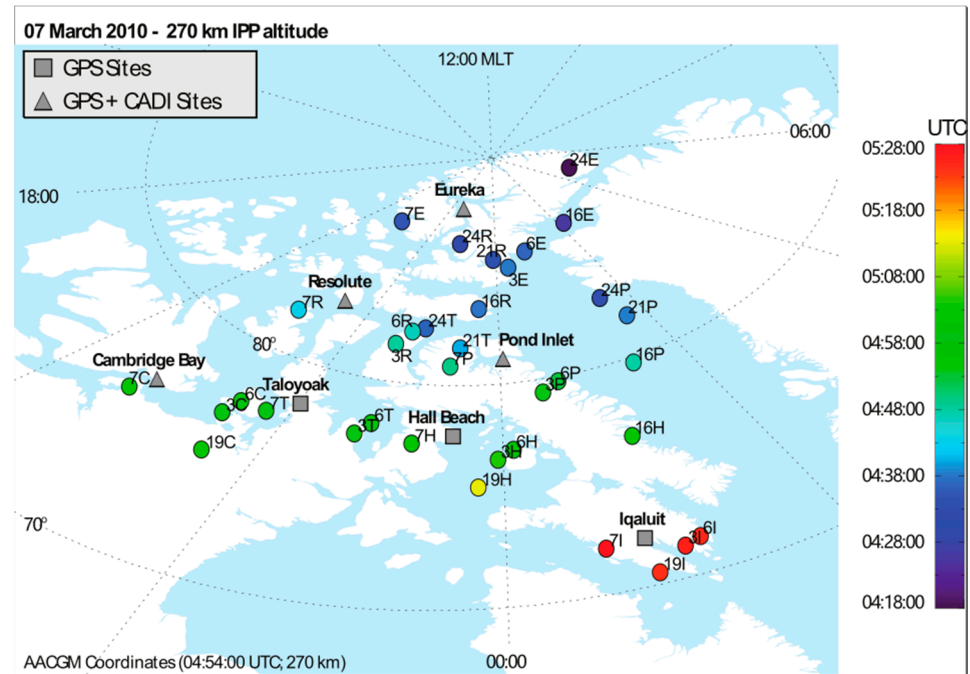 07 March 2010 - 270 km IPP altitude
GPS Sites
GPS + CADI Sites
12:00 MLT
06:00
UTC
05:28:00
24E
18:00
Eureka
7E
16E
05:18:00
24R
6E
21R
3E
05:08:00
Resolute
7R
16R
24P
21P
6R
24T
04:58:00
80°
3R
21T
Pond Inlet
7P
16P
Cambridge Bay
7C
Taloyoak
6P
3P
6C
3C
7T
04:48:00
6T
3T
Hall Beach
7H
16H
19C
6H
3H
04:38:00
19H
70°
Iqaluit
6I
3I
7I
04:28:00
19I
04:18:00
AACGM Coordinates (04:54:00 UTC; 270 km)
00:00